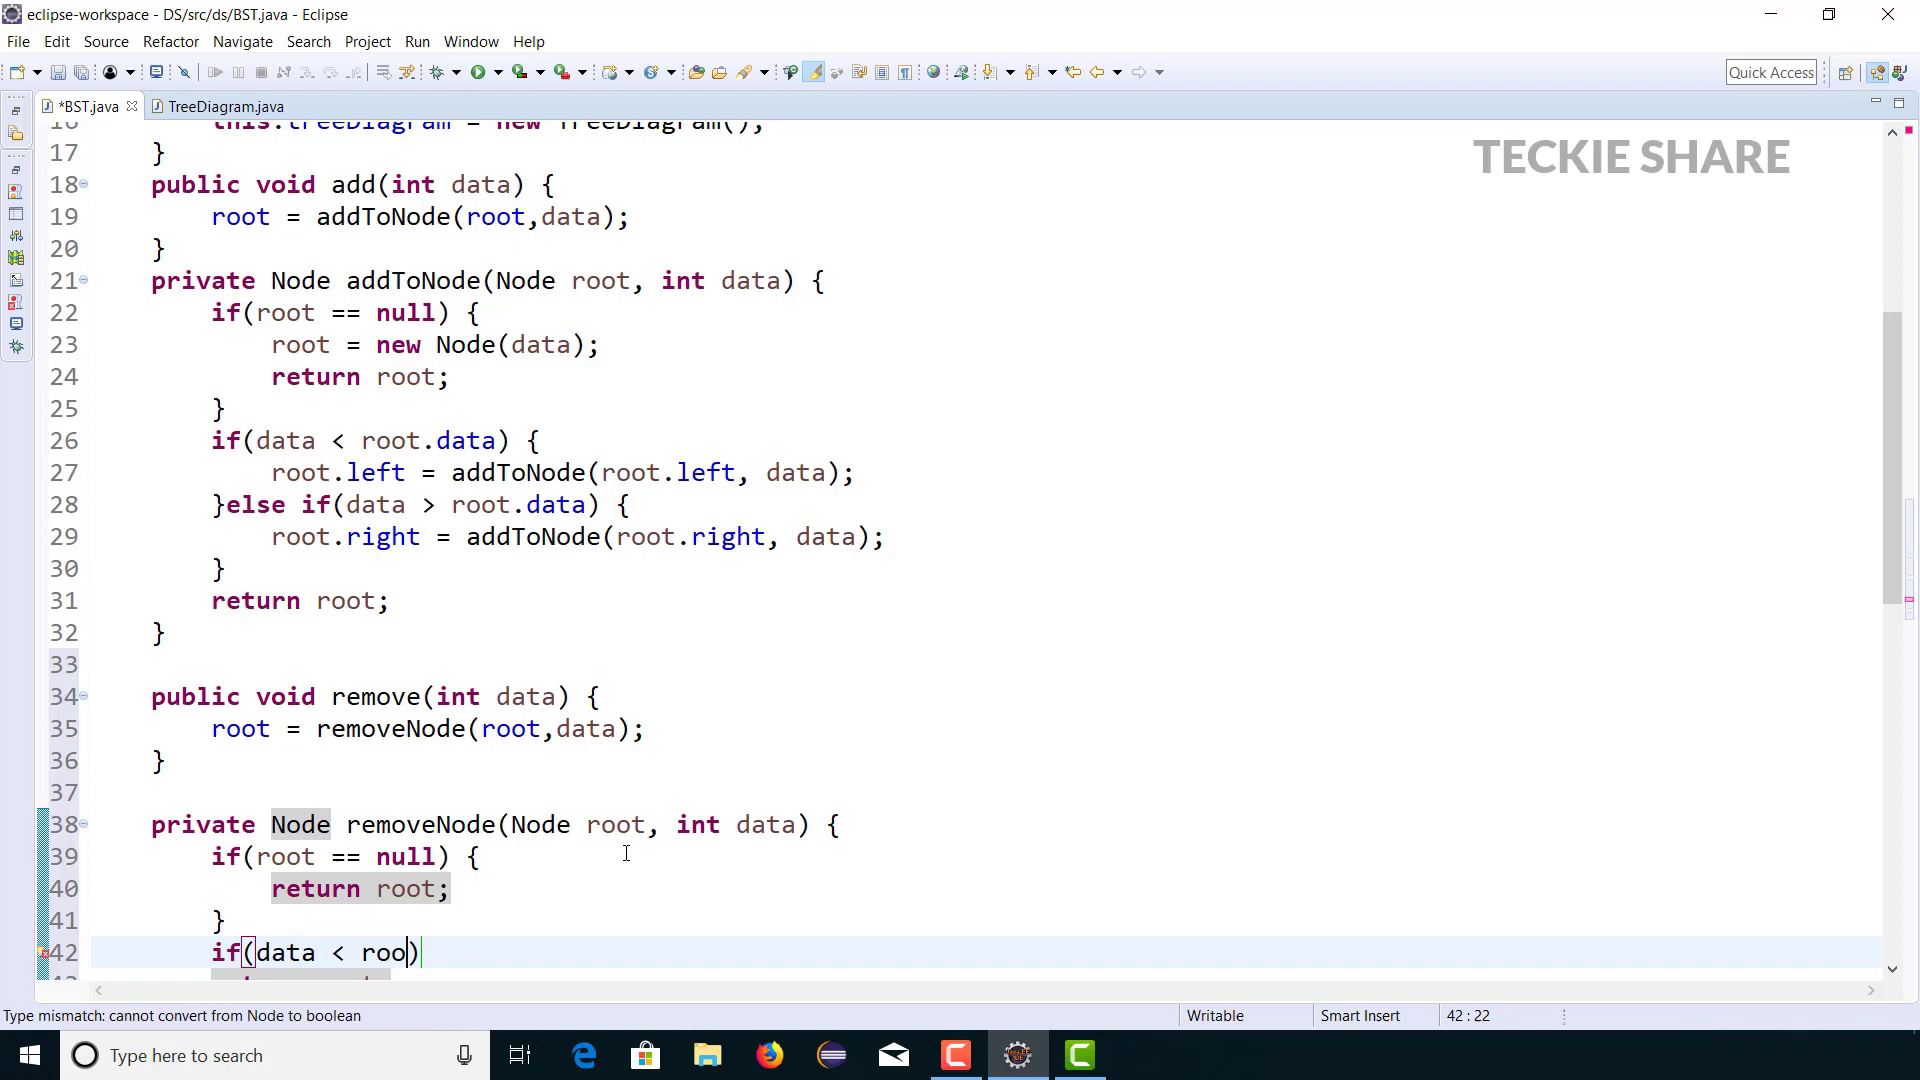 eclipse-workspace - DS/src/ds/BST.java - Eclipse
File Edit Source Refactor Navigate Search Project Run Window Help
Quick Access
*BST.java TreeDiagram.java
TECKIE SHARE
16 this.treeDiagram = new TreeDiagram();
17 }
18 public void add(int data) {
19 root = addToNode(root,data);
20 }
21 private Node addToNode(Node root, int data) {
22 if(root == null) {
23 root = new Node(data);
24 return root;
25 }
26 if(data < root.data) {
27 root.left = addToNode(root.left, data);
28 }else if(data > root.data) {
29 root.right = addToNode(root.right, data);
30 }
31 return root;
32 }
33
34 public void remove(int data) {
35 root = removeNode(root,data);
36 }
37
38 private Node removeNode(Node root, int data) {
39 if(root == null) {
40 return root;
41 }
42 if(data < roo)
Type mismatch: cannot convert from Node to boolean Writable Smart Insert 42 : 22
Type here to search